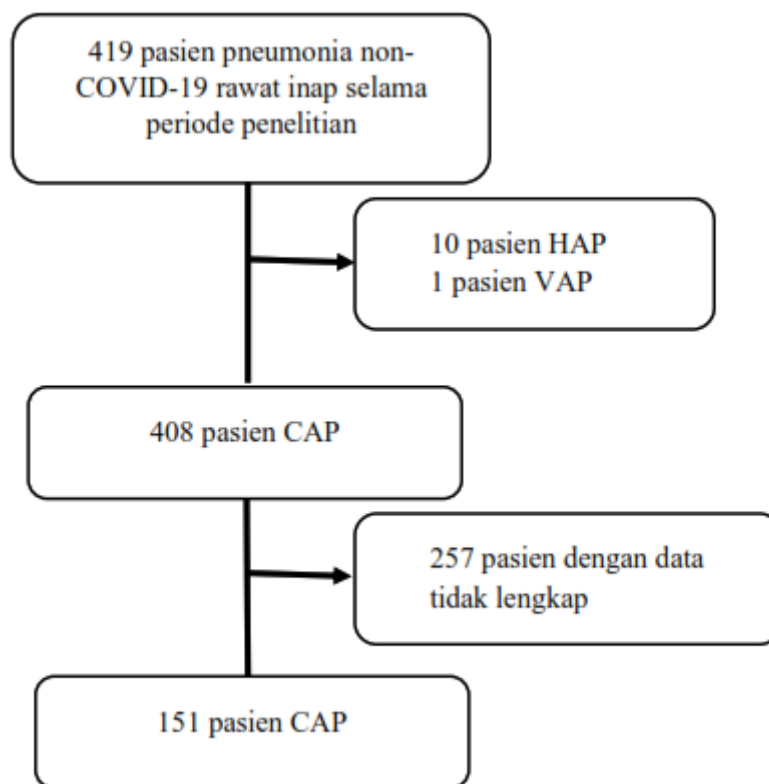 419 pasien pneumonia non-
COVID-19 rawat inap selama
periode penelitian
10 pasien HAP
1 pasien VAP
408 pasien CAP
257 pasien dengan data
tidak lengkap
151 pasien CAP